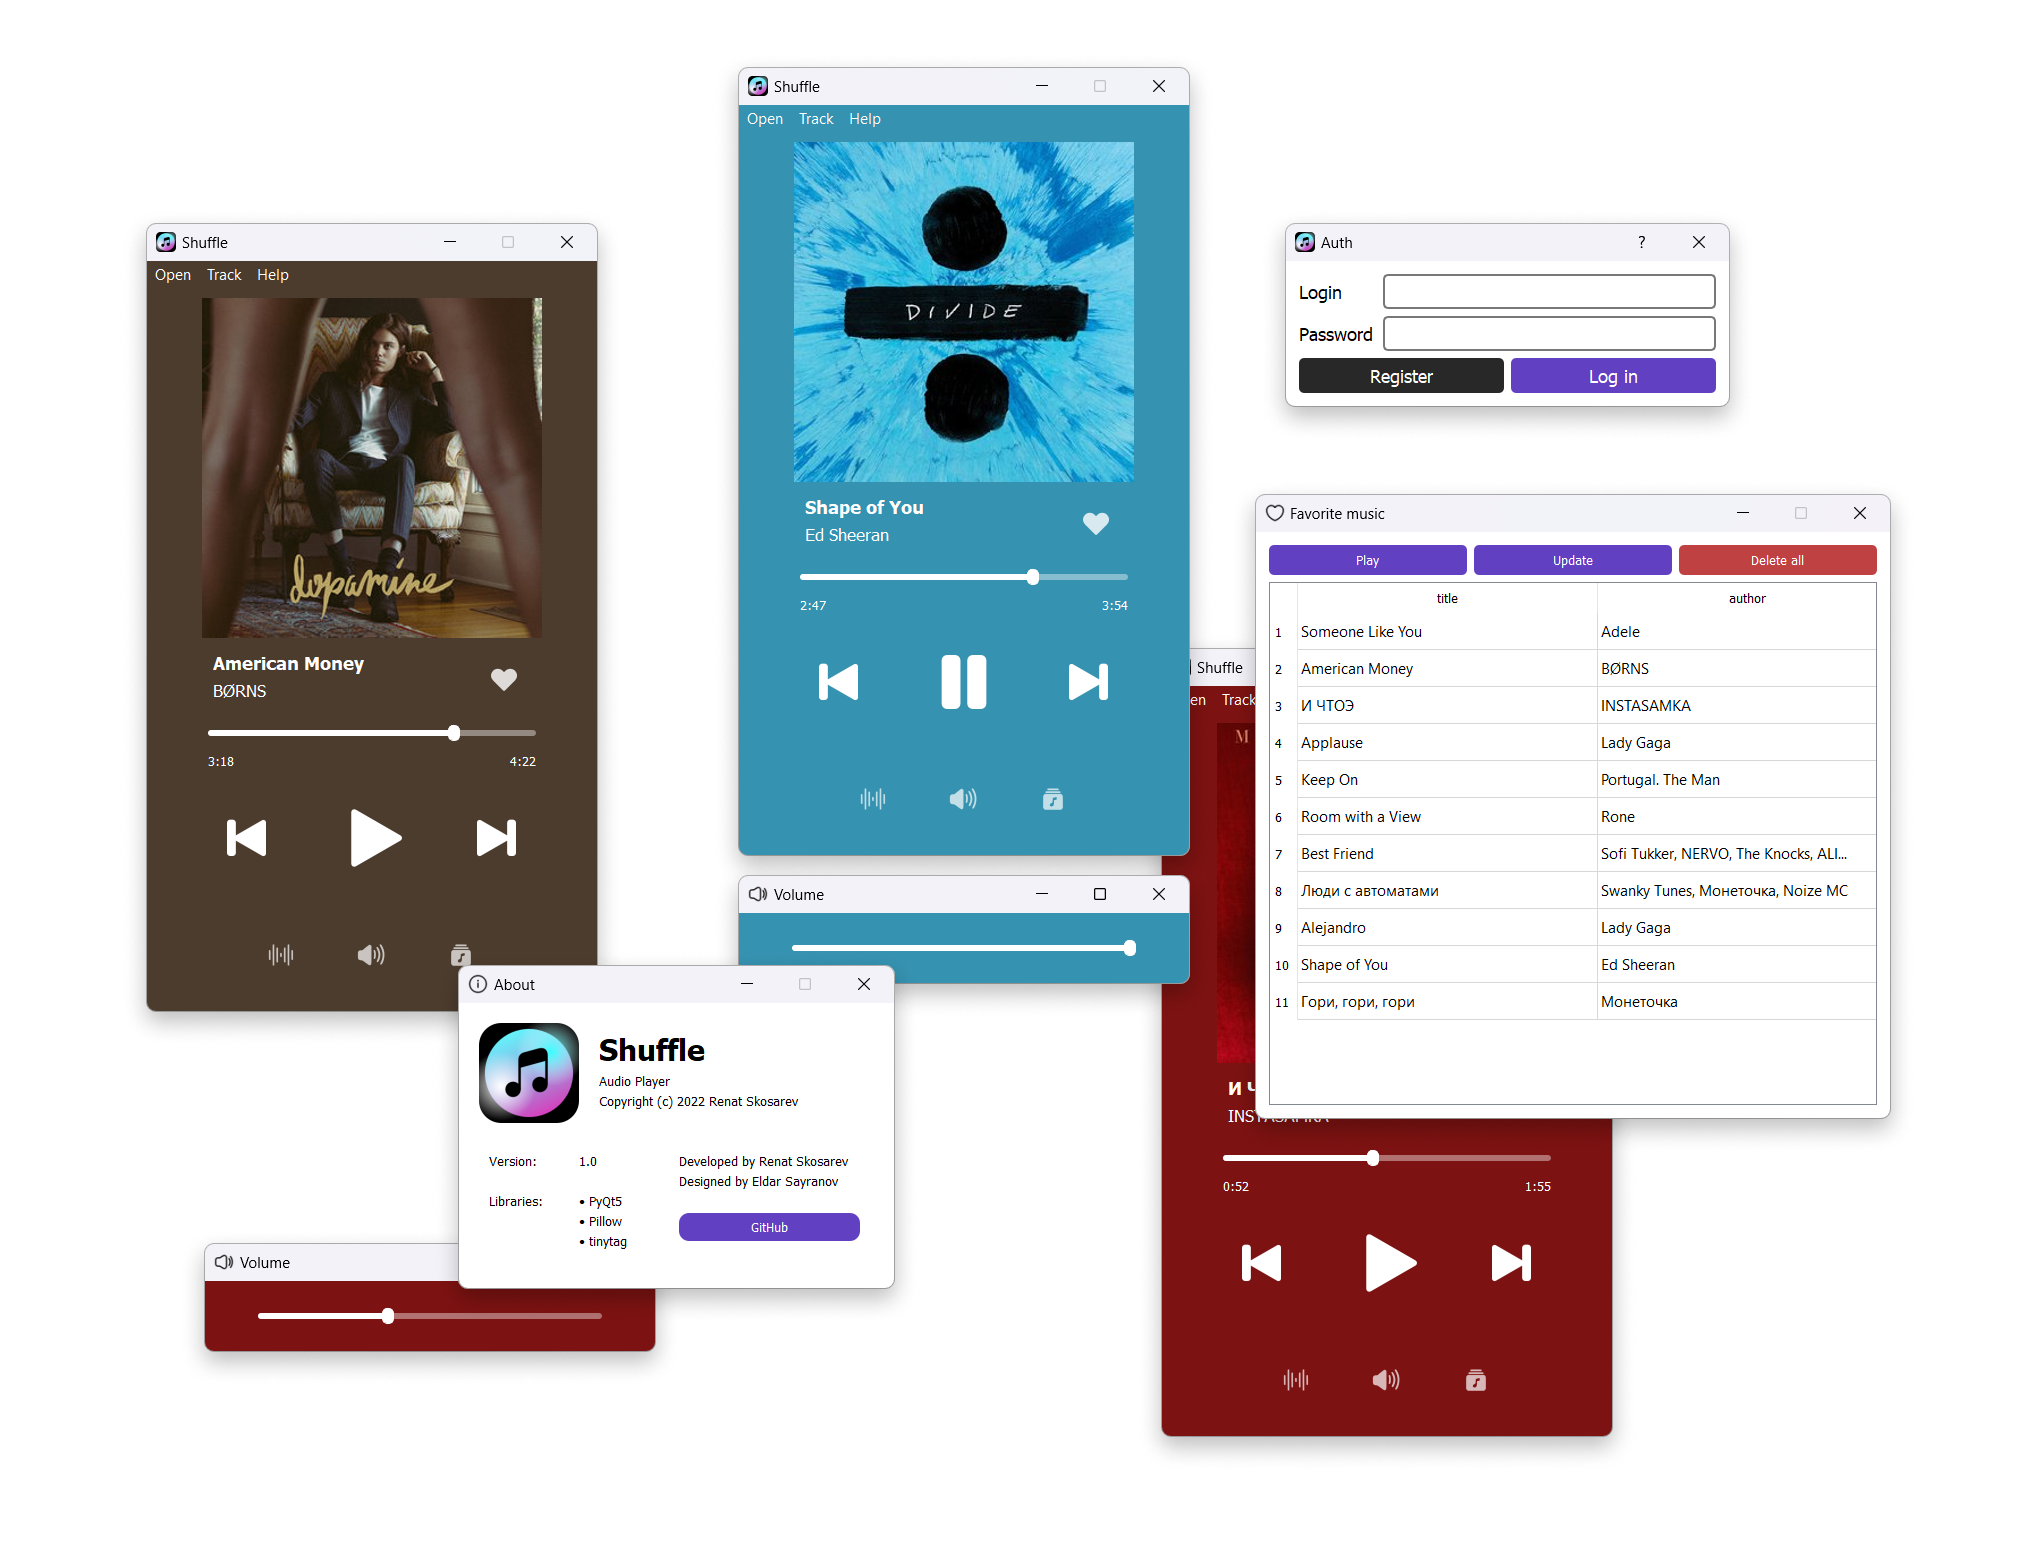 Shuffle
Open Track Help
DIVIDE
Shape of You
Ed Sheeran
2:47 3:54
Shuffle
Open Track Help
dopamine
American Money
BØRNS
3:18 4:22
Auth ?
Login
Password
Register Log in
Favorite music
Play Update Delete all
title author
1 Someone Like You Adele
2 American Money BØRNS
3 И ЧТОЭ INSTASAMKA
4 Applause Lady Gaga
5 Keep On Portugal. The Man
6 Room with a View Rone
7 Best Friend Sofi Tukker, NERVO, The Knocks, ALI...
8 Люди с автоматами Swanky Tunes, Монеточка, Noize MC
9 Alejandro Lady Gaga
10 Shape of You Ed Sheeran
11 Гори, гори, гори Монеточка
Shuffle
en Track
M
И
INSTASAMKA
0:52 1:55
Volume
About
Shuffle
Audio Player
Copyright (c) 2022 Renat Skosarev
Version: 1.0
Developed by Renat Skosarev
Designed by Eldar Sayranov
Libraries: • PyQt5
• Pillow
• tinytag
GitHub
Volume